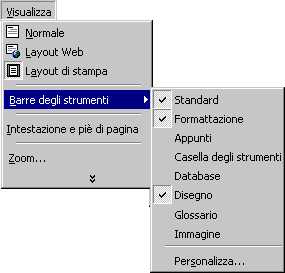 Visualizza
Normale
Layout Web
Layout di stampa
Barre degli strumenti
Intestazione e piè di pagina
Zoom...
Standard
Formattazione
Appunti
Casella degli strumenti
Database
Disegno
Glossario
Immagine
Personalizza...